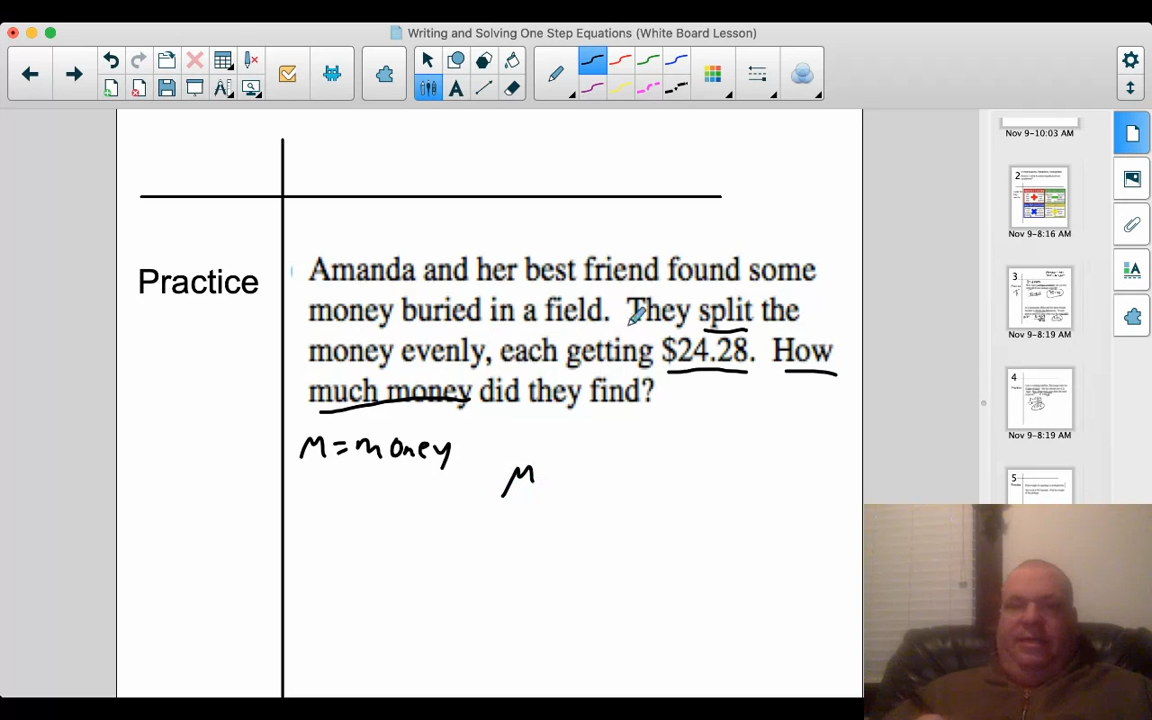 Writing and Solving One Step Equations (White Board Lesson)
Nov 9-10:03 AM
2
Nov 9-8:16 AM
3
Nov 9-8:19 AM
4
Nov 9-8:19 AM
5
Practice
Amanda and her best friend found some
money buried in a field. They split the
money evenly, each getting $24.28. How
much money did they find?
M = money
M